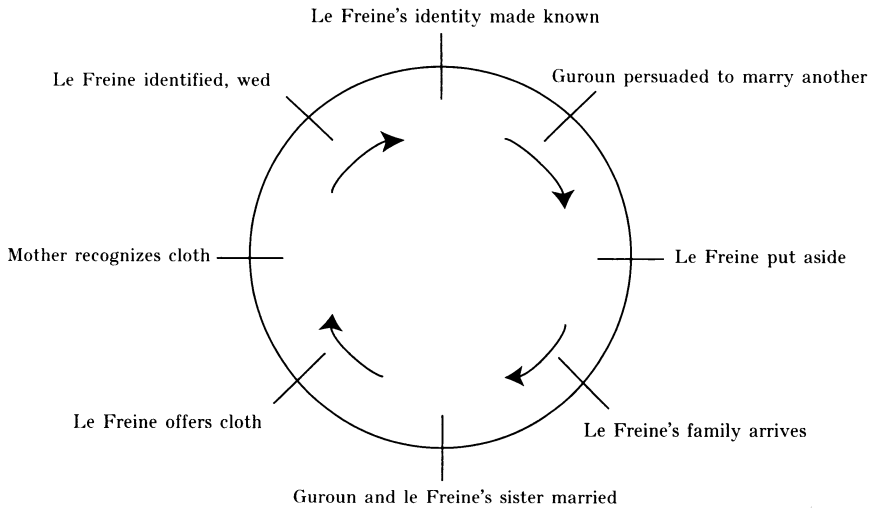 Le Freine's identity made known
Guroun persuaded to marry another
Le Freine identified, wed
Mother recognizes cloth
Le Freine put aside
Le Freine offers cloth
Le Freine's family arrives
Guroun and le Freine's sister married